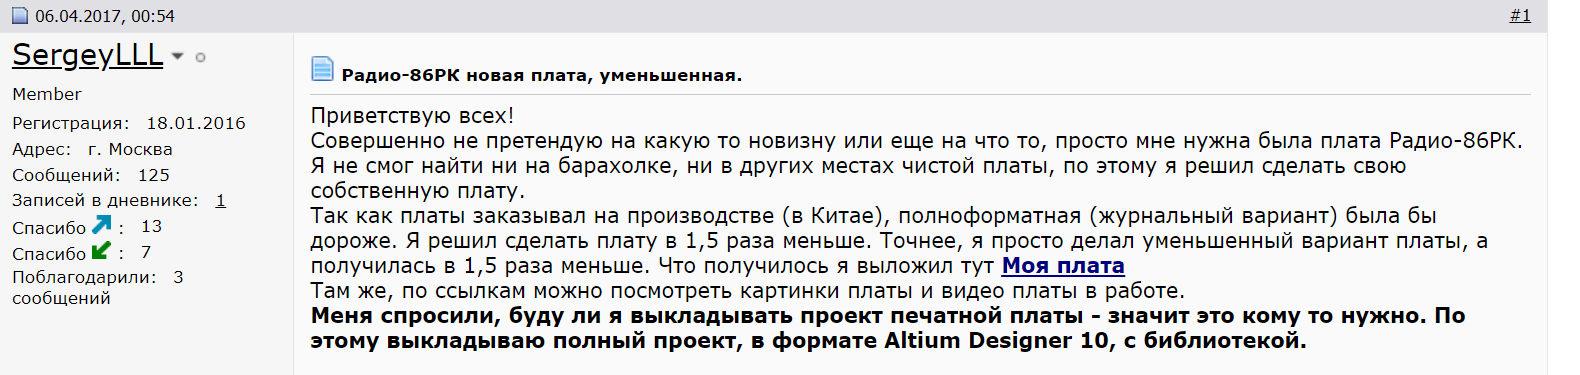 06.04.2017, 00:54
#1
SergeyLLL
Member
Регистрация: 18.01.2016
Адрес: г. Москва
Сообщений: 125
Записей в дневнике: 1
Спасибо : 13
Спасибо : 7
Поблагодарили: 3
сообщений
Радио-86РК новая плата, уменьшенная.
Приветствую всех!
Совершенно не претендую на какую то новизну или еще на что то, просто мне нужна была плата Радио-86РК.
Я не смог найти ни на барахолке, ни в других местах чистой платы, по этому я решил сделать свою
собственную плату.
Так как платы заказывал на производстве (в Китае), полноформатная (журнальный вариант) была бы
дороже. Я решил сделать плату в 1,5 раза меньше. Точнее, я просто делал уменьшенный вариант платы, а
получилась в 1,5 раза меньше. Что получилось я выложил тут Моя плата
Там же, по ссылкам можно посмотреть картинки платы и видео платы в работе.
Меня спросили, буду ли я выкладывать проект печатной платы - значит это кому то нужно. По
этому выкладываю полный проект, в формате Altium Designer 10, с библиотекой.